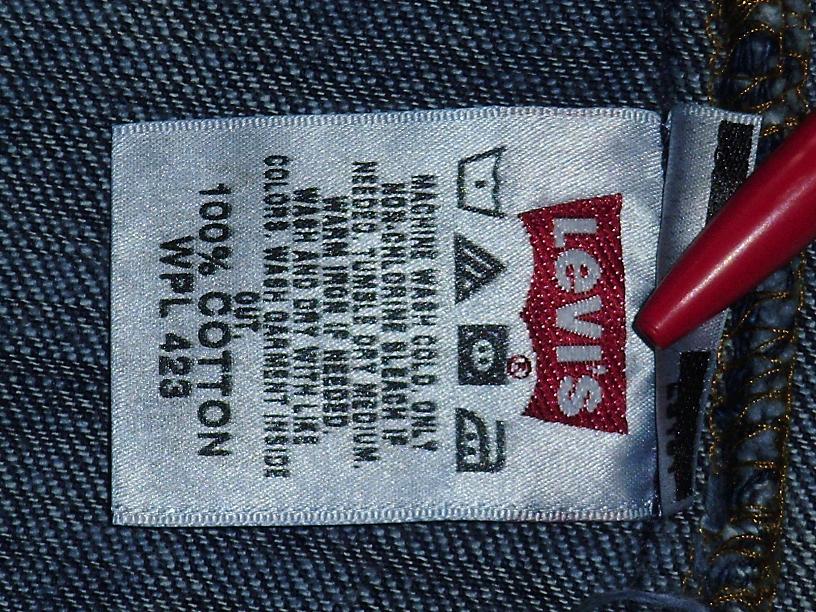 LEVI'S ®
MACHINE WASH COLD. ONLY
NON-CHLORINE BLEACH IF
NEEDED. TUMBLE DRY MEDIUM.
WARM IRON IF NEEDED.
WASH AND DRY WITH LIKE
COLORS. WASH GARMENT INSIDE
OUT.
100% COTTON
WPL 423